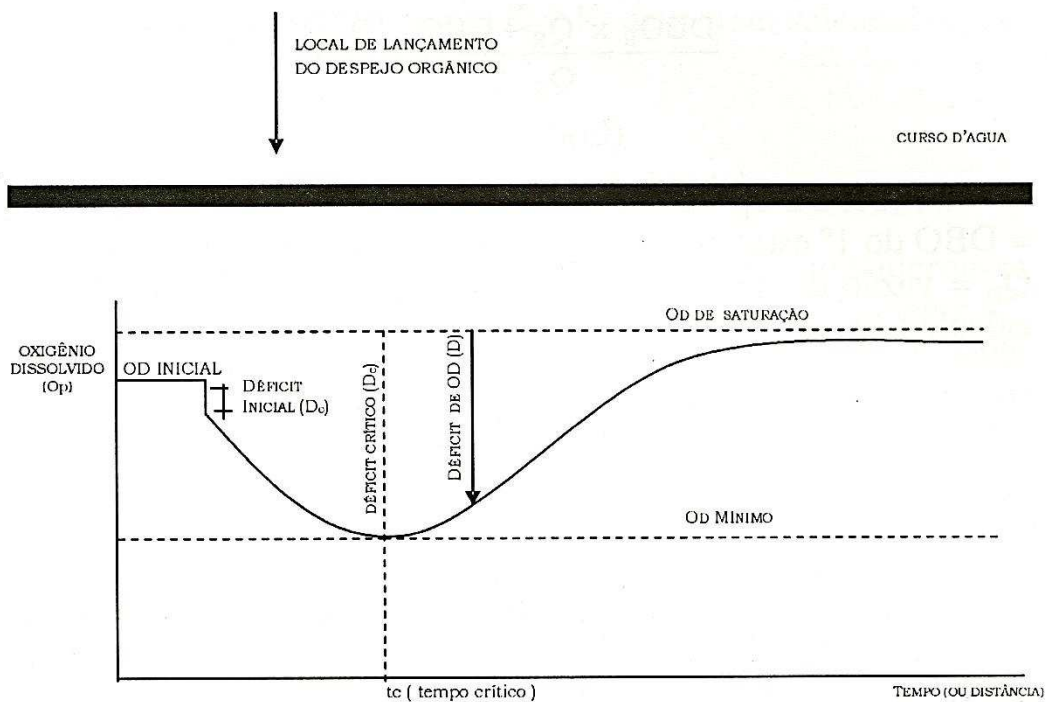 LOCAL DE LANÇAMENTO
DO DESPEJO ORGÂNICO
CURSO D'AGUA
OXIGÊNIO
DISSOLVIDO
(Op)
OD INICIAL
DÉFICIT
INICIAL (Dₒ)
DÉFICIT CRÍTICO (D꜀)
DÉFICIT DE OD (D)
OD DE SATURAÇÃO
OD MÍNIMO
tc ( tempo crítico )
TEMPO (OU DISTÂNCIA)